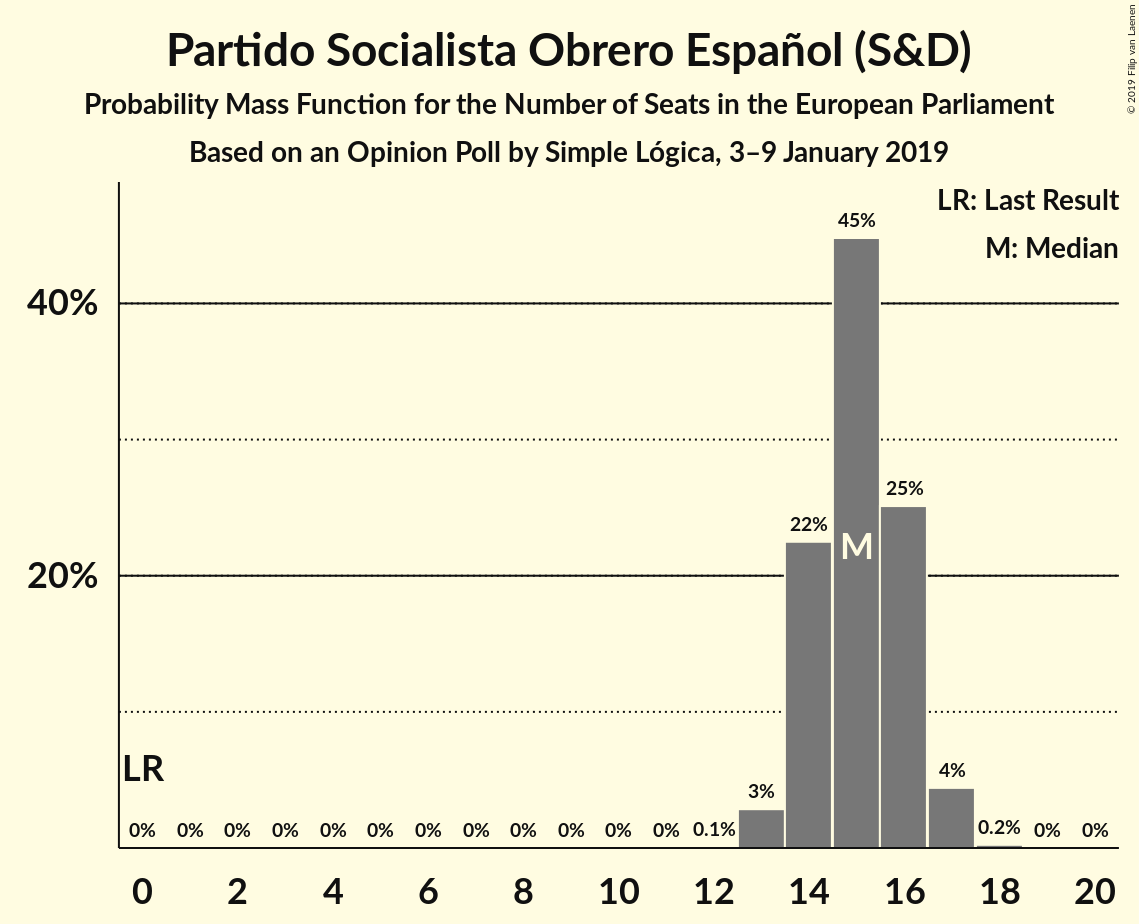 Partido Socialista Obrero Español (S&D)
Probability Mass Function for the Number of Seats in the European Parliament
Based on an Opinion Poll by Simple Lógica, 3–9 January 2019
© 2019 Filip van Laenen
LR: Last Result
M: Median
45%
40%
25%
22%
M
20%
LR
4%
3%
0% 0% 0% 0% 0% 0% 0% 0% 0% 0% 0% 0% 0.1% 0.2% 0% 0%
0 2 4 6 8 10 12 14 16 18 20